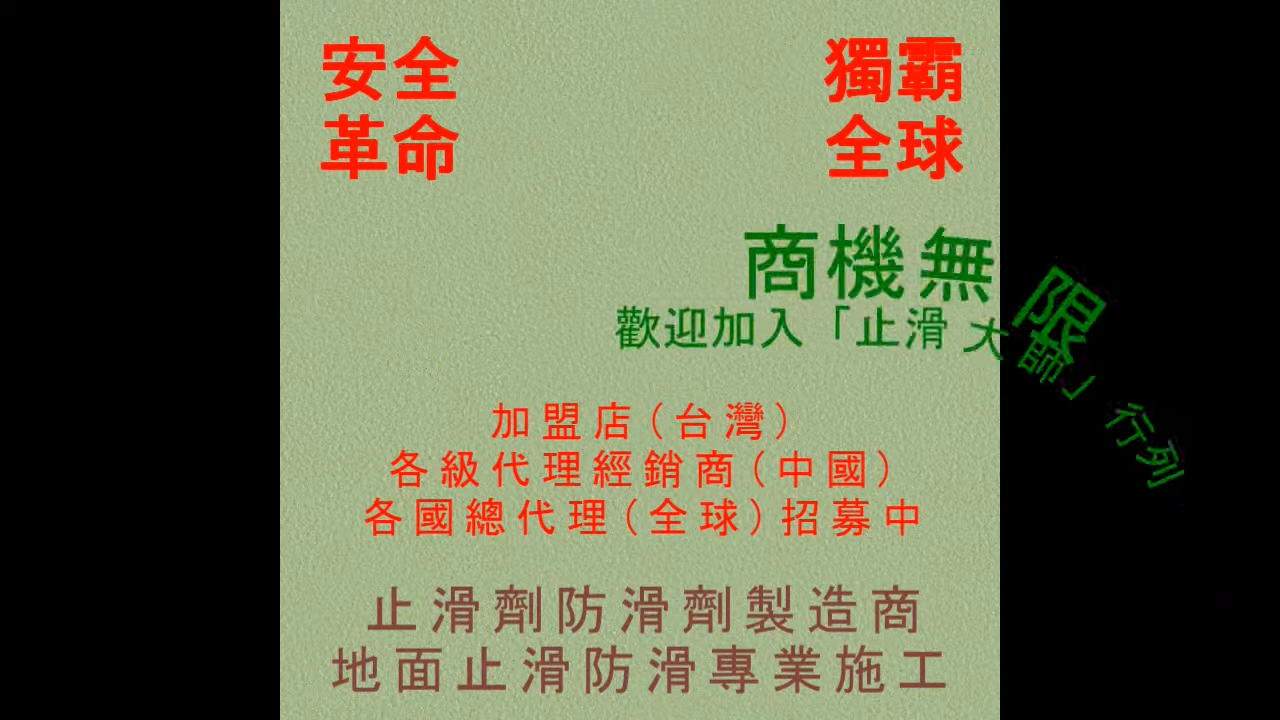 安全 獨霸
革命 全球
商機無限
歡迎加入「止滑大師」行列
加盟店(台灣)
各級代理經銷商(中國)
各國總代理(全球)招募中
止滑劑防滑劑製造商
地面止滑防滑專業施工